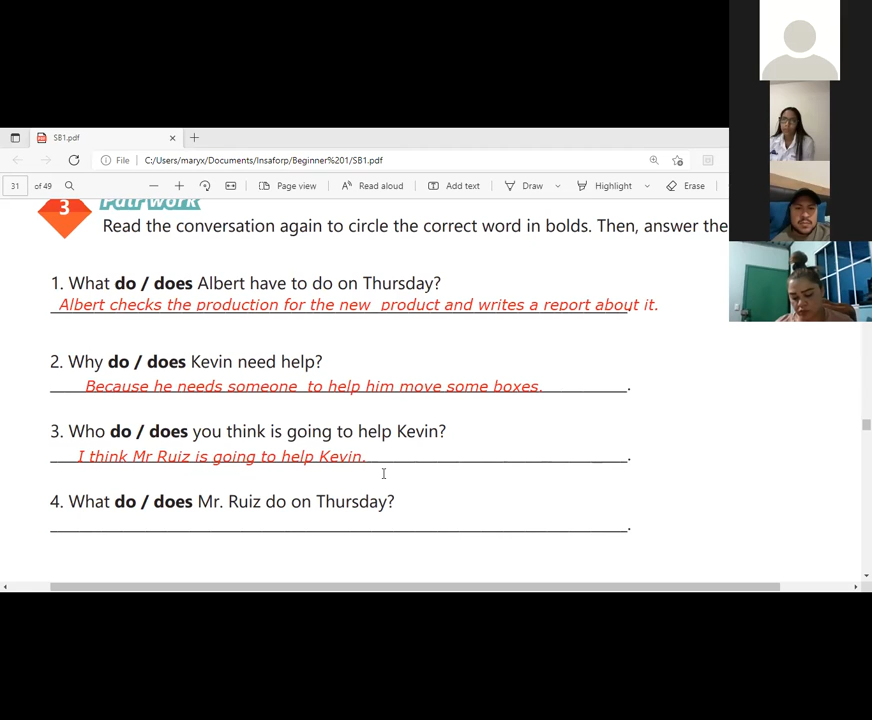 SB1.pdf
File
C:/Users/maryx/Documents/Insaforp/Beginner%201/SB1.pdf
31 of 49
Page view
Read aloud
Add text
Draw
Highlight
Erase
3
Pair Work
Read the conversation again to circle the correct word in bolds. Then, answer the
1. What do / does Albert have to do on Thursday?
Albert checks the production for the new product and writes a report about it.
2. Why do / does Kevin need help?
Because he needs someone to help him move some boxes.
3. Who do / does you think is going to help Kevin?
I think Mr Ruiz is going to help Kevin.
4. What do / does Mr. Ruiz do on Thursday?